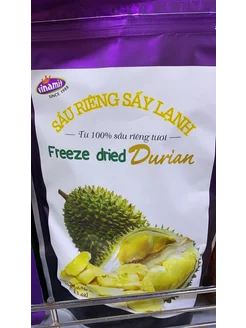 vinamit
SINCE 1988
SẦU RIÊNG SẤY LẠNH
Từ 100% sầu riêng tươi
Freeze dried Durian